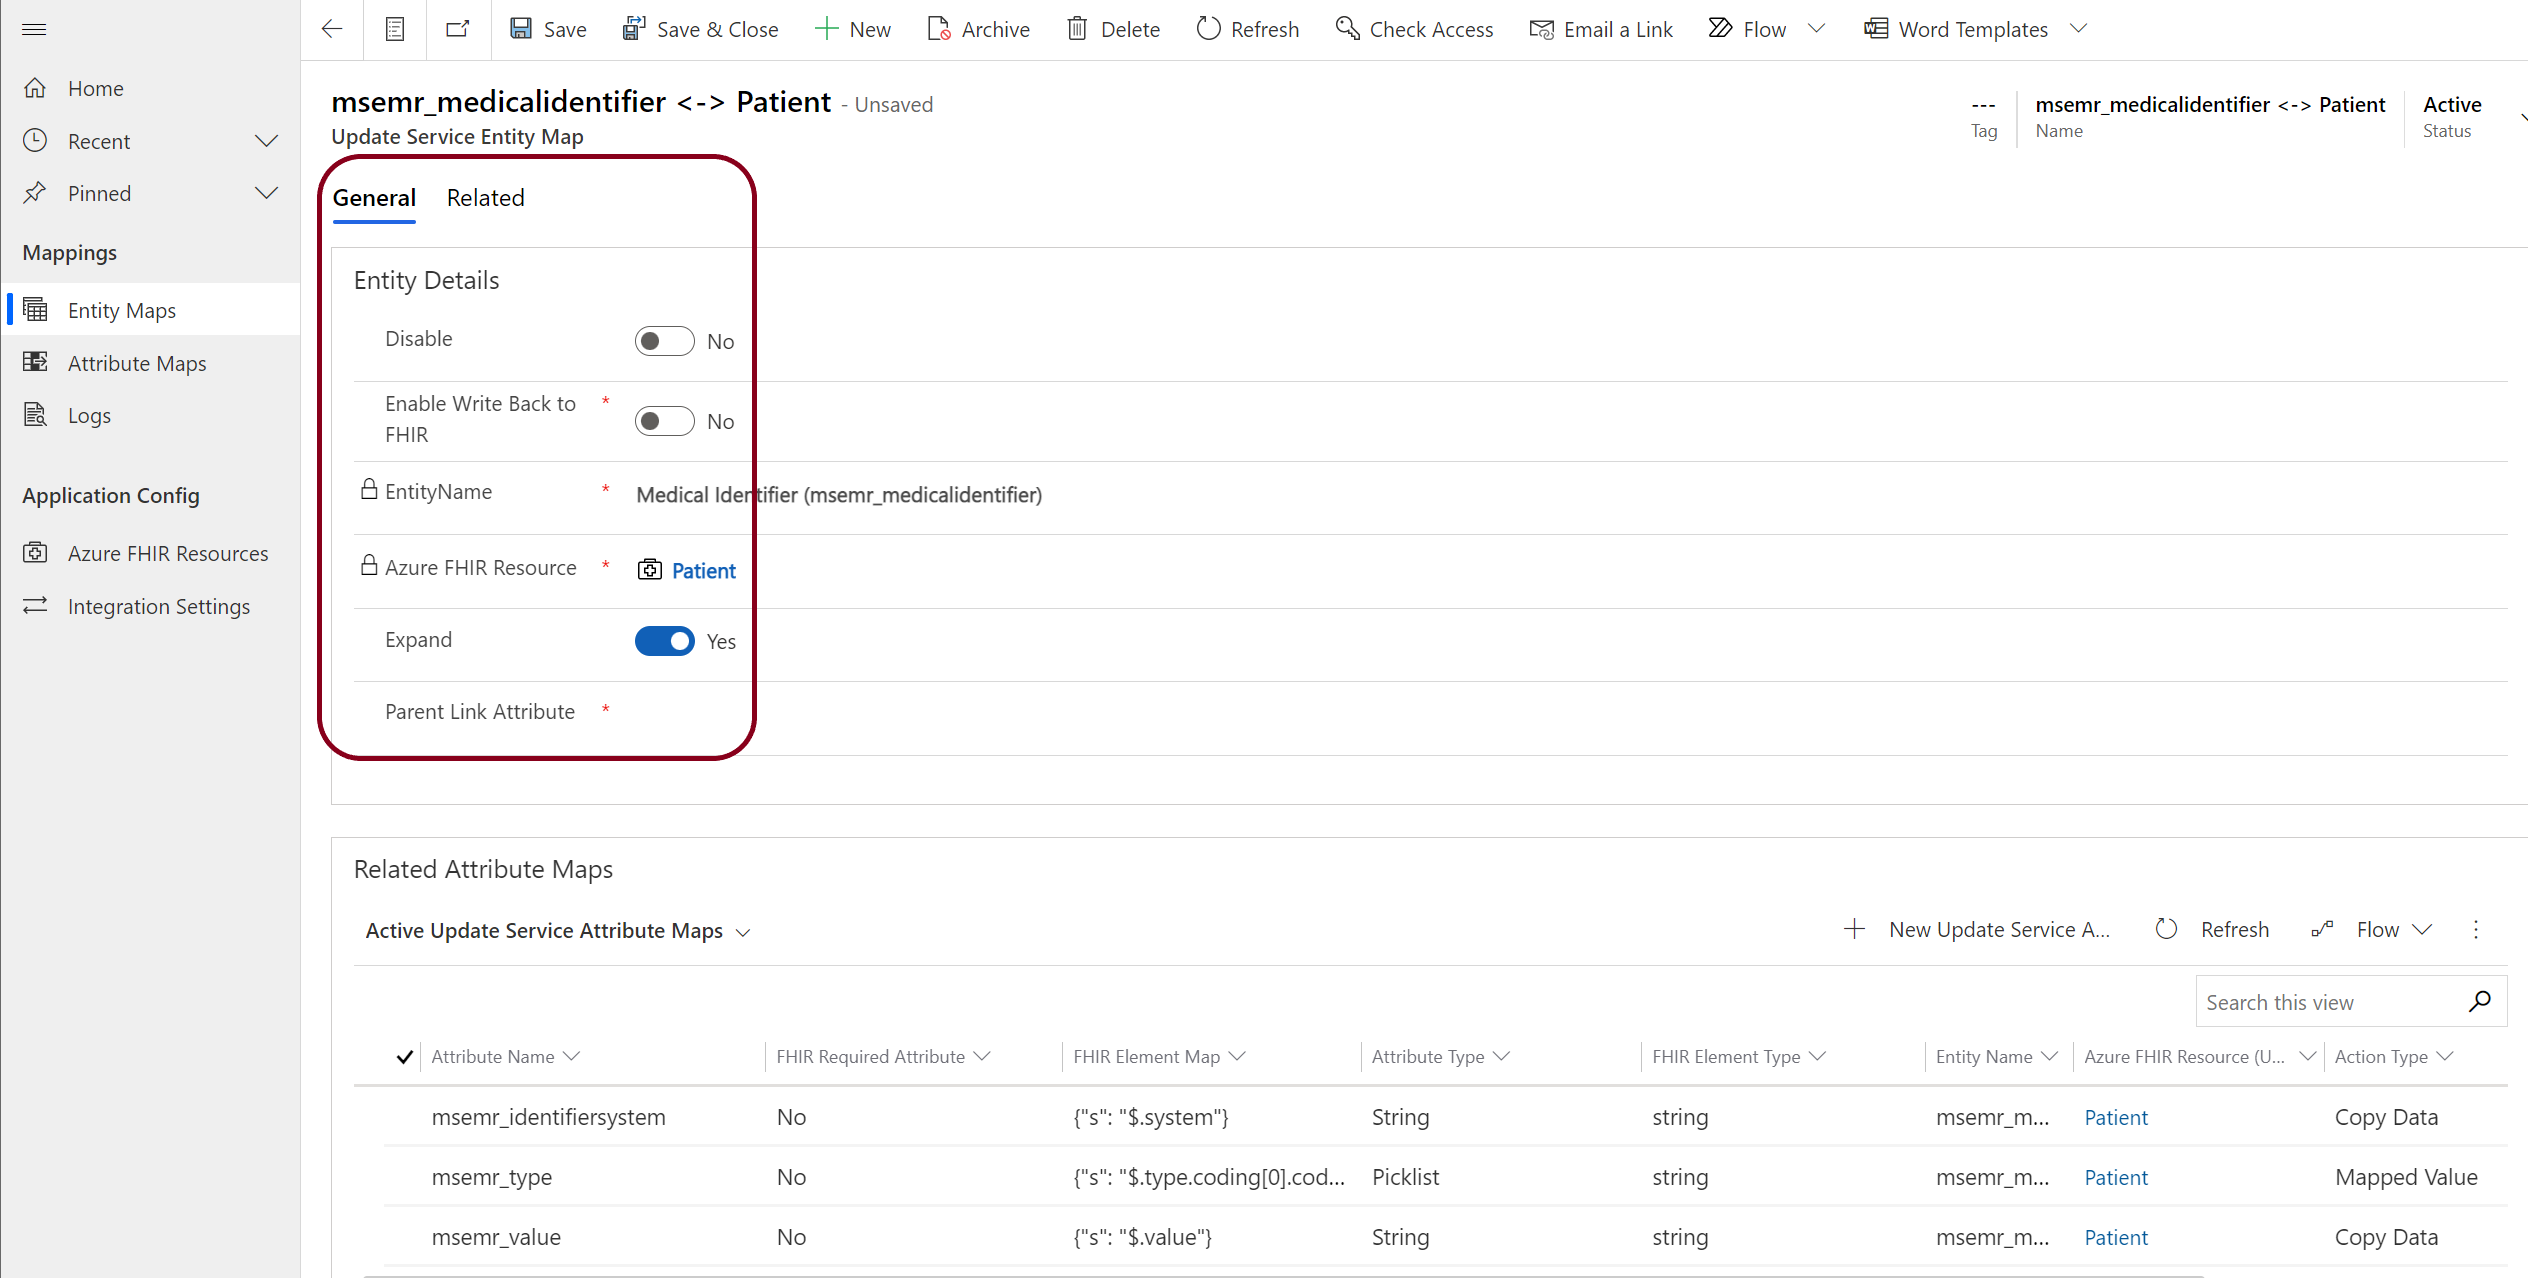 Save
Save & Close
New
Archive
Delete
Refresh
Check Access
Email a Link
Flow
Word Templates
Home
Recent
Pinned
Mappings
Entity Maps
Attribute Maps
Logs
Application Config
Azure FHIR Resources
Integration Settings
msemr_medicalidentifier <-> Patient - Unsaved
Update Service Entity Map
--- msemr_medicalidentifier <-> Patient Active
Tag Name Status
General Related
Entity Details
Disable No
Enable Write Back to FHIR * No
EntityName * Medical Identifier (msemr_medicalidentifier)
Azure FHIR Resource * Patient
Expand Yes
Parent Link Attribute *
Related Attribute Maps
Active Update Service Attribute Maps
New Update Service A... Refresh Flow
Search this view
Attribute Name FHIR Required Attribute FHIR Element Map Attribute Type FHIR Element Type Entity Name Azure FHIR Resource (U... Action Type
msemr_identifiersystem No {"s": "$.system"} String string msemr_m... Patient Copy Data
msemr_type No {"s": "$.type.coding[0].cod... Picklist string msemr_m... Patient Mapped Value
msemr_value No {"s": "$.value"} String string msemr_m... Patient Copy Data